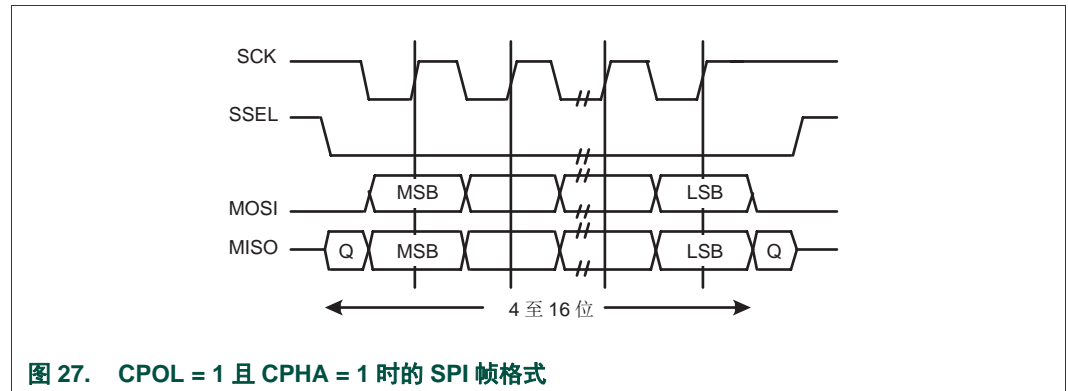 SCK
SSEL
MOSI
MSB
LSB
MISO
Q
MSB
LSB
Q
4 至 16 位
图 27. CPOL = 1 且 CPHA = 1 时的 SPI 帧格式